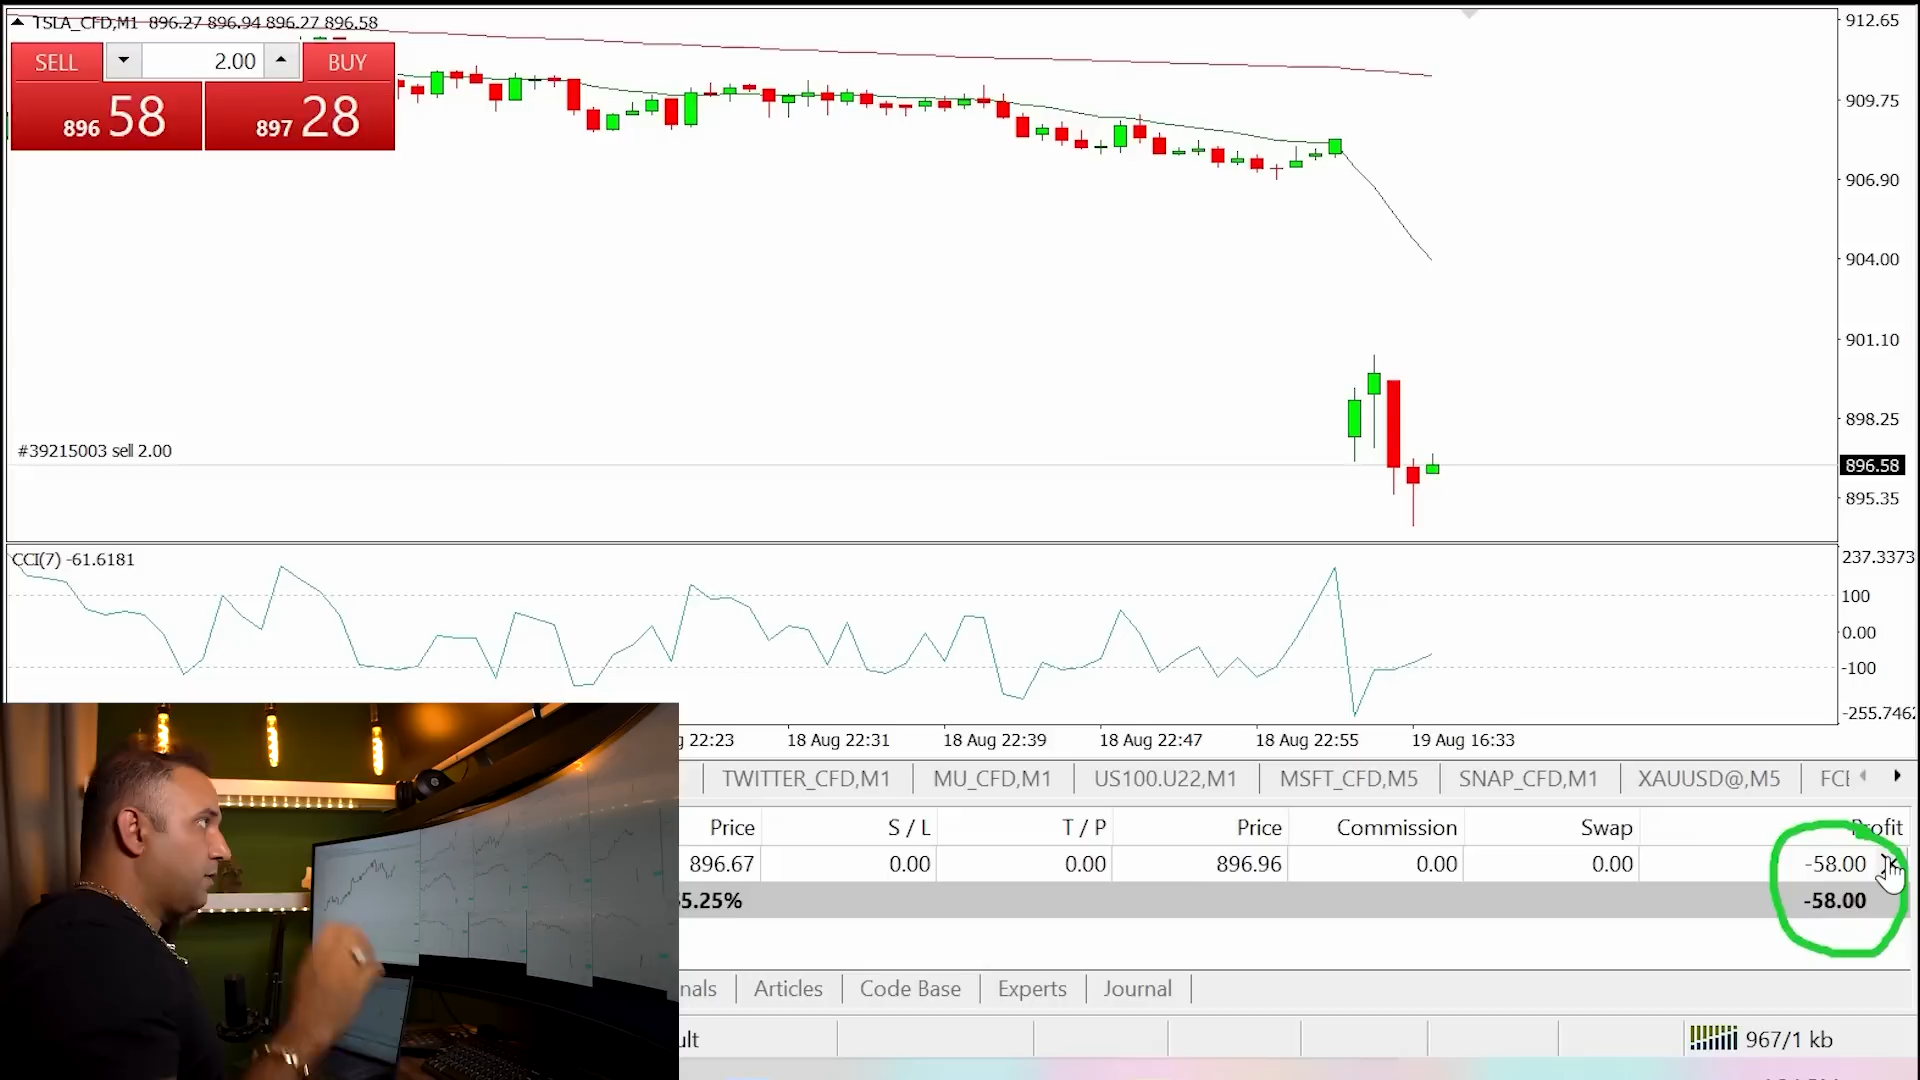 TSLA_CFD,M1 896.27 896.94 896.27 896.58
SELL 2.00 BUY
896 58 897 28
912.65
909.75
906.90
904.00
901.10
898.25
#39215003 sell 2.00
896.58
895.35
CCI(7) -61.6181
237.3373
100
0.00
-100
-255.746
22:23 18 Aug 22:31 18 Aug 22:39 18 Aug 22:47 18 Aug 22:55 19 Aug 16:33
TWITTER_CFD,M1 MU_CFD,M1 US100.U22,M1 MSFT_CFD,M5 SNAP_CFD,M1 XAUUSD@,M5
Price S / L T / P Price Commission Swap Profit
896.67 0.00 0.00 896.96 0.00 0.00 -58.00
5.25% -58.00
nals Articles Code Base Experts Journal
ult 967/1 kb